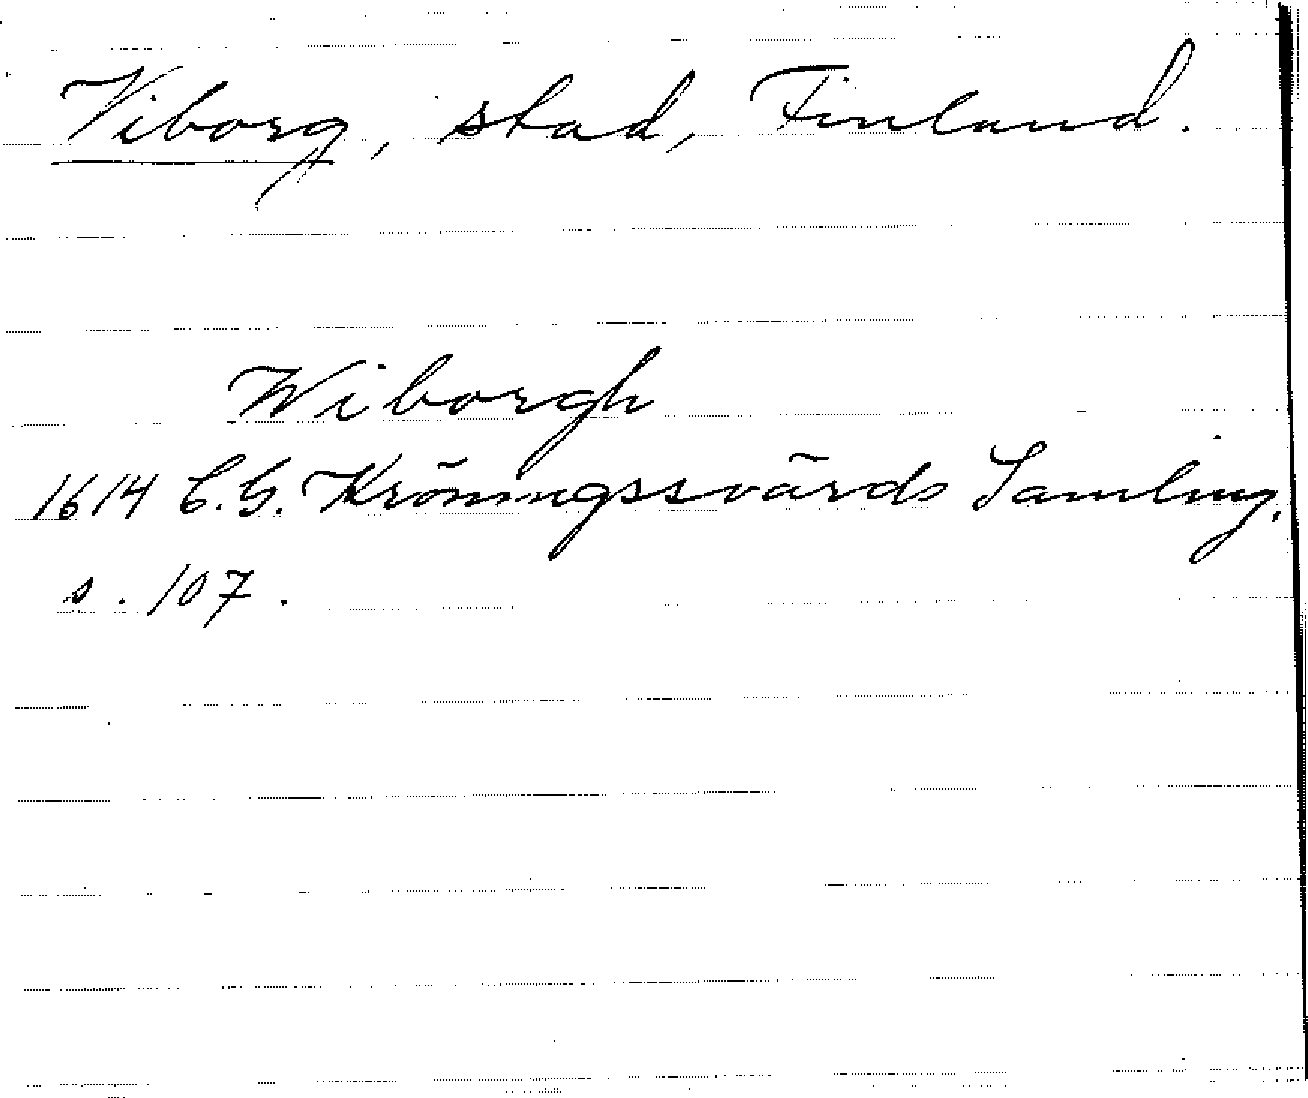 Viborg, stad, Finland.
Wiborgh
1614 C.G. Kröningssvärds Samling,
s. 107.